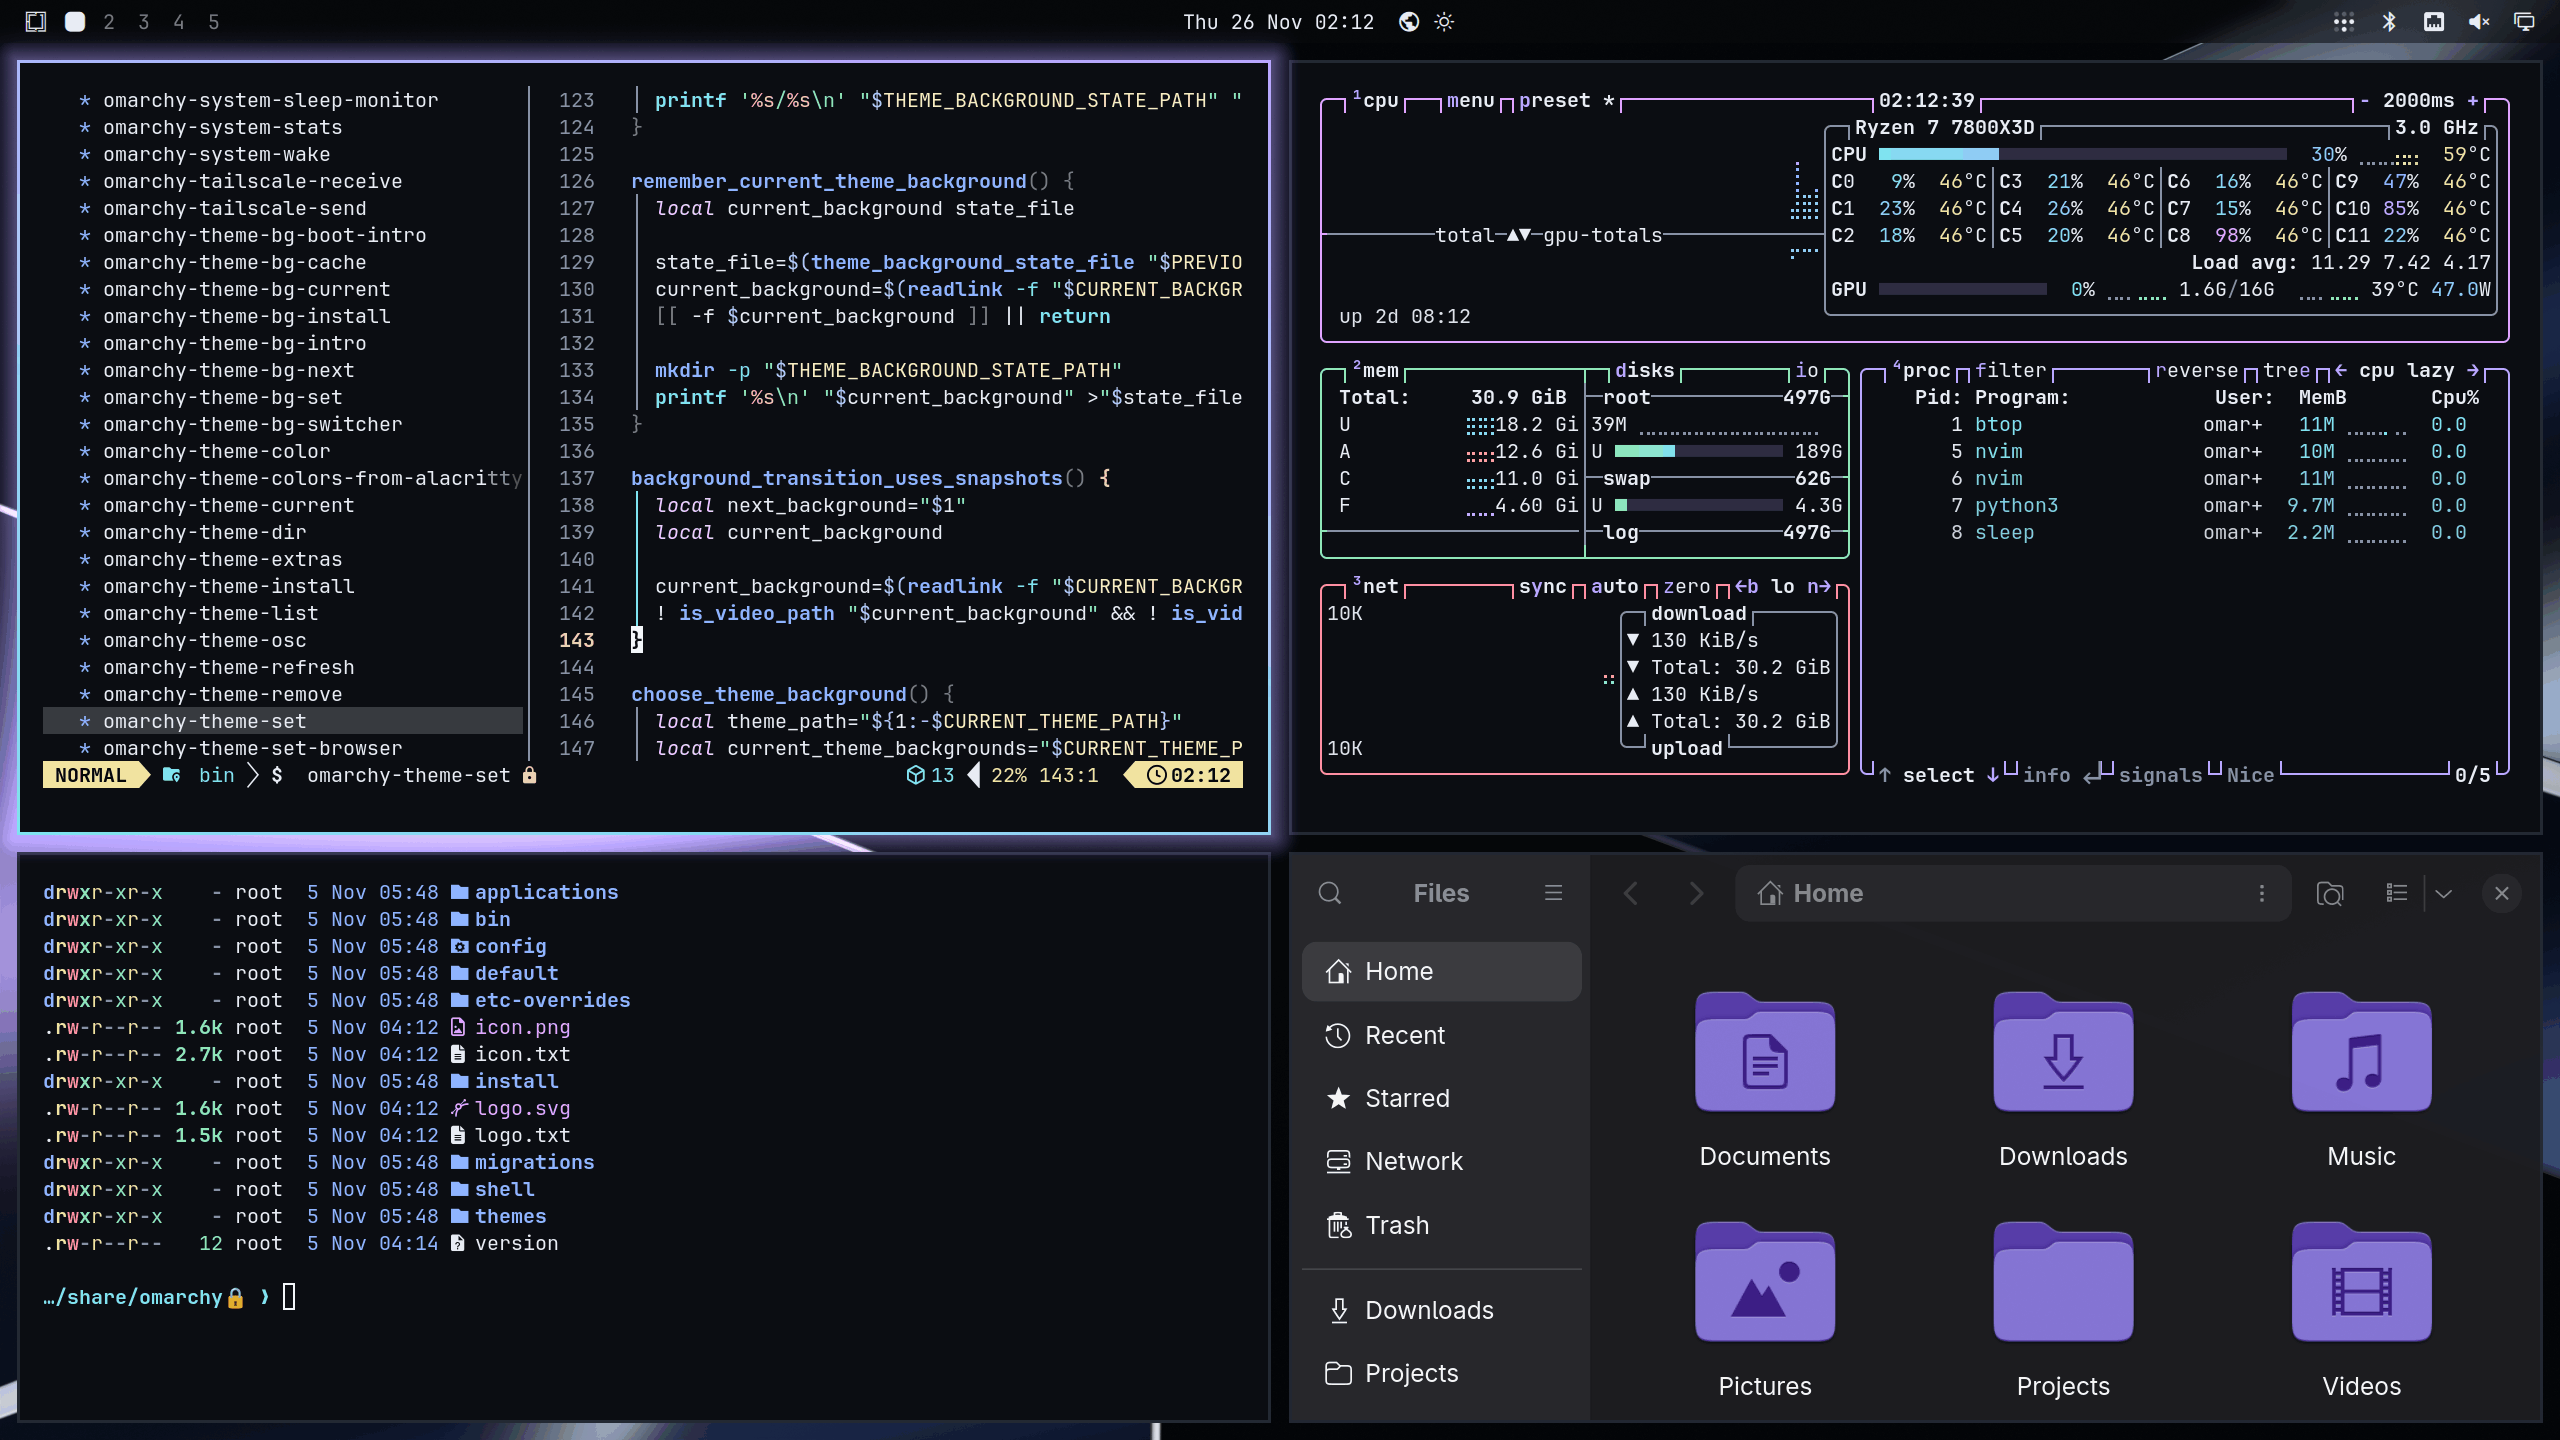 2 3 4 5
Thu 26 Nov 02:12
* omarchy-system-sleep-monitor
* omarchy-system-stats
* omarchy-system-wake
* omarchy-tailscale-receive
* omarchy-tailscale-send
* omarchy-theme-bg-boot-intro
* omarchy-theme-bg-cache
* omarchy-theme-bg-current
* omarchy-theme-bg-install
* omarchy-theme-bg-intro
* omarchy-theme-bg-next
* omarchy-theme-bg-set
* omarchy-theme-bg-switcher
* omarchy-theme-color
* omarchy-theme-colors-from-alacritty
* omarchy-theme-current
* omarchy-theme-dir
* omarchy-theme-extras
* omarchy-theme-install
* omarchy-theme-list
* omarchy-theme-osc
* omarchy-theme-refresh
* omarchy-theme-remove
* omarchy-theme-set
* omarchy-theme-set-browser
123 printf '%s/%s\n' "$THEME_BACKGROUND_STATE_PATH" "
124 }
125
126 remember_current_theme_background() {
127 local current_background state_file
128
129 state_file=$(theme_background_state_file "$PREVIO
130 current_background=$(readlink -f "$CURRENT_BACKGR
131 [[ -f $current_background ]] || return
132
133 mkdir -p "$THEME_BACKGROUND_STATE_PATH"
134 printf '%s\n' "$current_background" >"$state_file
135 }
136
137 background_transition_uses_snapshots() {
138 local next_background="$1"
139 local current_background
140
141 current_background=$(readlink -f "$CURRENT_BACKGR
142 ! is_video_path "$current_background" && ! is_vid
143 }
144
145 choose_theme_background() {
146 local theme_path="${1:-$CURRENT_THEME_PATH}"
147 local current_theme_backgrounds="$CURRENT_THEME_P
NORMAL bin $ omarchy-theme-set 13 22% 143:1 02:12
1cpu menu preset * 02:12:39 - 2000ms +
Ryzen 7 7800X3D 3.0 GHz
CPU 30% 59°C
C0 9% 46°C C3 21% 46°C C6 16% 46°C C9 47% 46°C
C1 23% 46°C C4 26% 46°C C7 15% 46°C C10 85% 46°C
total ▲▼ gpu-totals
C2 18% 46°C C5 20% 46°C C8 98% 46°C C11 22% 46°C
Load avg: 11.29 7.42 4.17
GPU 0% 1.6G/16G 39°C 47.0W
up 2d 08:12
2mem disks io
Total: 30.9 GiB root 497G
U 18.2 Gi 39M
A 12.6 Gi U 189G
C 11.0 Gi swap 62G
F 4.60 Gi U 4.3G
log 497G
3net sync auto zero ←b lo n→
10K download
▼ 130 KiB/s
▼ Total: 30.2 GiB
▲ 130 KiB/s
▲ Total: 30.2 GiB
10K upload
4proc filter reverse tree ← cpu lazy →
Pid: Program: User: MemB Cpu%
1 btop omar+ 11M 0.0
5 nvim omar+ 10M 0.0
6 nvim omar+ 11M 0.0
7 python3 omar+ 9.7M 0.0
8 sleep omar+ 2.2M 0.0
↑ select ↓ info ↵ signals Nice 0/5
drwxr-xr-x - root 5 Nov 05:48 applications
drwxr-xr-x - root 5 Nov 05:48 bin
drwxr-xr-x - root 5 Nov 05:48 config
drwxr-xr-x - root 5 Nov 05:48 default
drwxr-xr-x - root 5 Nov 05:48 etc-overrides
.rw-r--r-- 1.6k root 5 Nov 04:12 icon.png
.rw-r--r-- 2.7k root 5 Nov 04:12 icon.txt
drwxr-xr-x - root 5 Nov 05:48 install
.rw-r--r-- 1.6k root 5 Nov 04:12 logo.svg
.rw-r--r-- 1.5k root 5 Nov 04:12 logo.txt
drwxr-xr-x - root 5 Nov 05:48 migrations
drwxr-xr-x - root 5 Nov 05:48 shell
drwxr-xr-x - root 5 Nov 05:48 themes
.rw-r--r-- 12 root 5 Nov 04:14 version
…/share/omarchy🔒 ❯
Files
Home
Recent
Starred
Network
Trash
Downloads
Projects
Home
Documents Downloads Music
Pictures Projects Videos